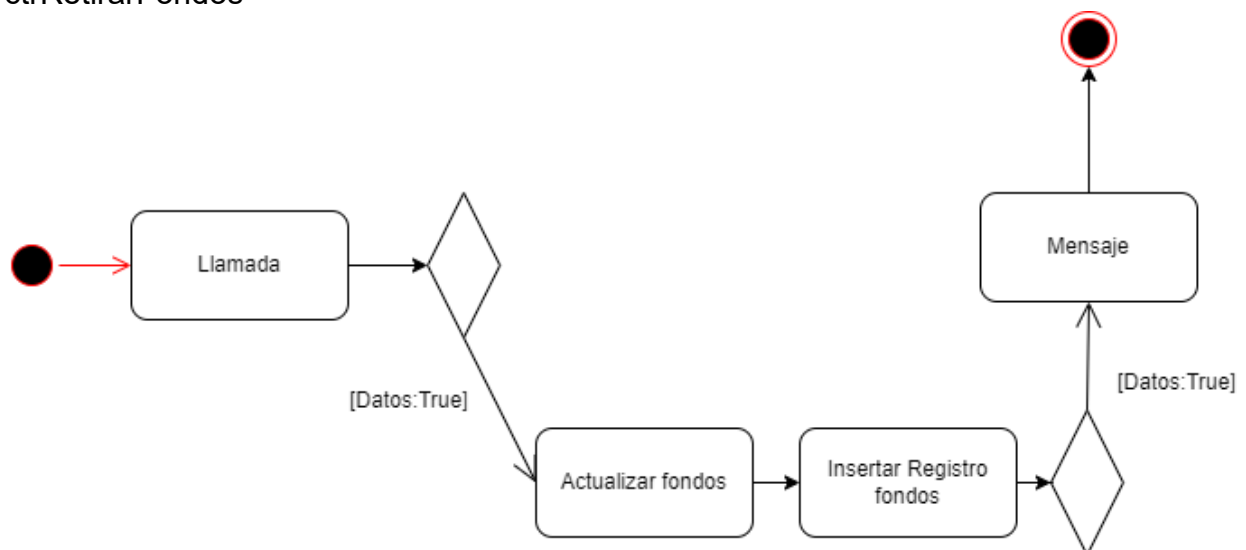 Llamada
[Datos:True]
Actualizar fondos
Insertar Registro
fondos
[Datos:True]
Mensaje